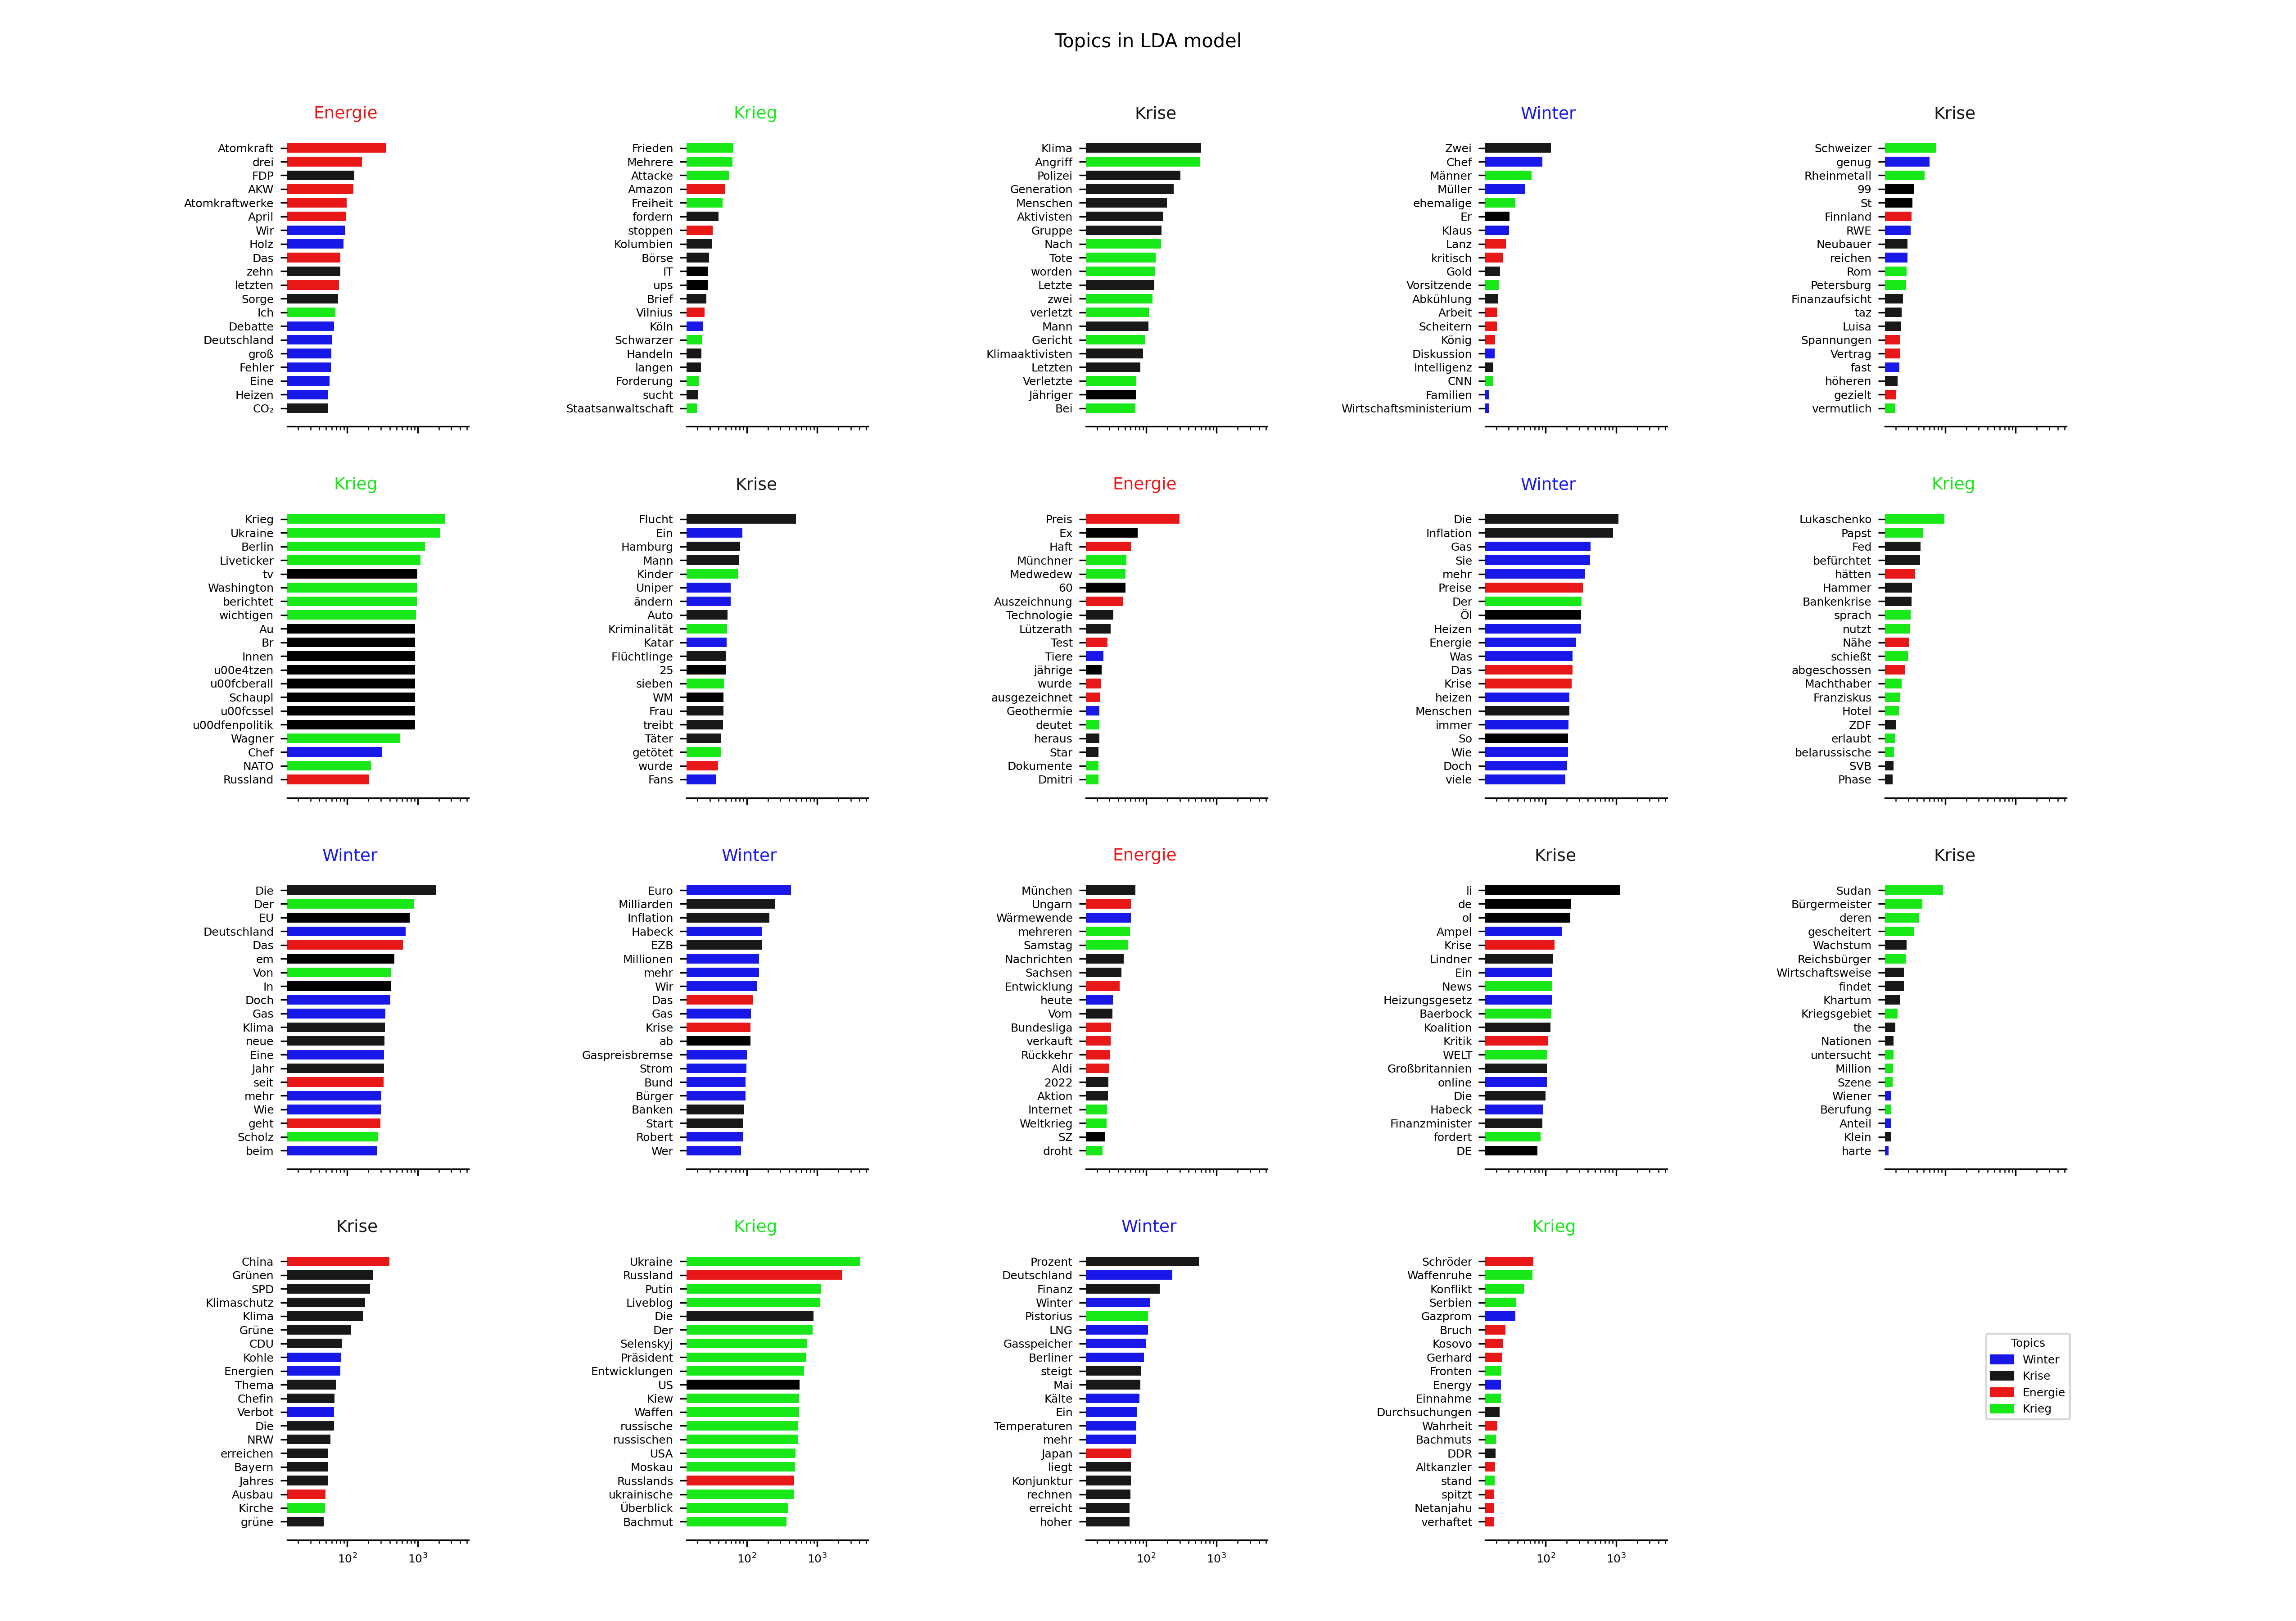 Topics in LDA model
Energie
Atomkraft
drei
FDP
AKW
Atomkraftwerke
April
Wir
Holz
Das
zehn
letzten
Sorge
Ich
Debatte
Deutschland
groß
Fehler
Eine
Heizen
CO₂
Krieg
Frieden
Mehrere
Attacke
Amazon
Freiheit
fordern
stoppen
Kolumbien
Börse
IT
ups
Brief
Vilnius
Köln
Schwarzer
Handeln
langen
Forderung
sucht
Staatsanwaltschaft
Krise
Klima
Angriff
Polizei
Generation
Menschen
Aktivisten
Gruppe
Nach
Tote
worden
Letzte
zwei
verletzt
Mann
Gericht
Klimaaktivisten
Letzten
Verletzte
Jähriger
Bei
Winter
Zwei
Chef
Männer
Müller
ehemalige
Er
Klaus
Lanz
kritisch
Gold
Vorsitzende
Abkühlung
Arbeit
Scheitern
König
Diskussion
Intelligenz
CNN
Familien
Wirtschaftsministerium
Krise
Schweizer
genug
Rheinmetall
99
St
Finnland
RWE
Neubauer
reichen
Rom
Petersburg
Finanzaufsicht
taz
Luisa
Spannungen
Vertrag
fast
höheren
gezielt
vermutlich
Krieg
Krieg
Ukraine
Berlin
Liveticker
tv
Washington
berichtet
wichtigen
Au
Br
Innen
u00e4tzen
u00fcberall
Schaupl
u00fcssel
u00dfenpolitik
Wagner
Chef
NATO
Russland
Krise
Flucht
Ein
Hamburg
Mann
Kinder
Uniper
ändern
Auto
Kriminalität
Katar
Flüchtlinge
25
sieben
WM
Frau
treibt
Täter
getötet
wurde
Fans
Energie
Preis
Ex
Haft
Münchner
Medwedew
60
Auszeichnung
Technologie
Lützerath
Test
Tiere
jährige
wurde
ausgezeichnet
Geothermie
deutet
heraus
Star
Dokumente
Dmitri
Winter
Die
Inflation
Gas
Sie
mehr
Preise
Der
Öl
Heizen
Energie
Was
Das
Krise
heizen
Menschen
immer
So
Wie
Doch
viele
Krieg
Lukaschenko
Papst
Fed
befürchtet
hätten
Hammer
Bankenkrise
sprach
nutzt
Nähe
schießt
abgeschossen
Machthaber
Franziskus
Hotel
ZDF
erlaubt
belarussische
SVB
Phase
Winter
Die
Der
EU
Deutschland
Das
em
Von
In
Doch
Gas
Klima
neue
Eine
Jahr
seit
mehr
Wie
geht
Scholz
beim
Winter
Euro
Milliarden
Inflation
Habeck
EZB
Millionen
mehr
Wir
Das
Gas
Krise
ab
Gaspreisbremse
Strom
Bund
Bürger
Banken
Start
Robert
Wer
Energie
München
Ungarn
Wärmewende
mehreren
Samstag
Nachrichten
Sachsen
Entwicklung
heute
Vom
Bundesliga
verkauft
Rückkehr
Aldi
2022
Aktion
Internet
Weltkrieg
SZ
droht
Krise
li
de
ol
Ampel
Krise
Lindner
Ein
News
Heizungsgesetz
Baerbock
Koalition
Kritik
WELT
Großbritannien
online
Die
Habeck
Finanzminister
fordert
DE
Krise
Sudan
Bürgermeister
deren
gescheitert
Wachstum
Reichsbürger
Wirtschaftsweise
findet
Khartum
Kriegsgebiet
the
Nationen
untersucht
Million
Szene
Wiener
Berufung
Anteil
Klein
harte
Krise
China
Grünen
SPD
Klimaschutz
Klima
Grüne
CDU
Kohle
Energien
Thema
Chefin
Verbot
Die
NRW
erreichen
Bayern
Jahres
Ausbau
Kirche
grüne
10² 10³
Krieg
Ukraine
Russland
Putin
Liveblog
Die
Der
Selenskyj
Präsident
Entwicklungen
US
Kiew
Waffen
russische
russischen
USA
Moskau
Russlands
ukrainische
Überblick
Bachmut
10² 10³
Winter
Prozent
Deutschland
Finanz
Winter
Pistorius
LNG
Gasspeicher
Berliner
steigt
Mai
Kälte
Ein
Temperaturen
mehr
Japan
liegt
Konjunktur
rechnen
erreicht
hoher
10² 10³
Krieg
Schröder
Waffenruhe
Konflikt
Serbien
Gazprom
Bruch
Kosovo
Gerhard
Fronten
Energy
Einnahme
Durchsuchungen
Wahrheit
Bachmuts
DDR
Altkanzler
stand
spitzt
Netanjahu
verhaftet
10² 10³
Topics
Winter
Krise
Energie
Krieg